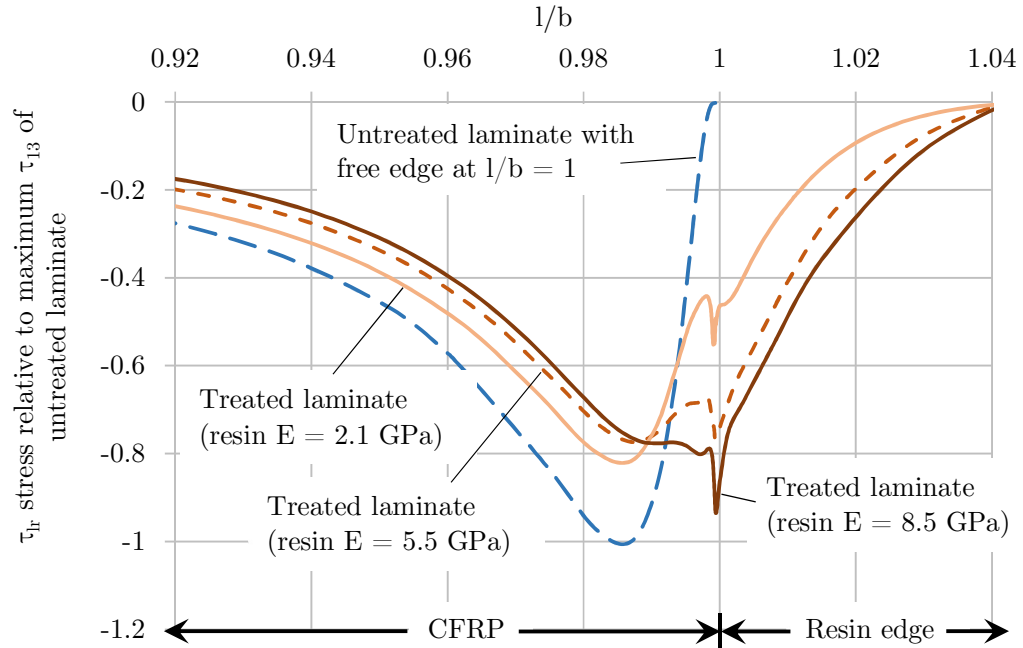 l/b
0.92 0.94 0.96 0.98 1 1.02 1.04
τlr stress relative to maximum τ13 of
untreated laminate
0
-0.2
-0.4
-0.6
-0.8
-1
-1.2
Untreated laminate with
free edge at l/b = 1
Treated laminate
(resin E = 2.1 GPa)
Treated laminate
(resin E = 5.5 GPa)
Treated laminate
(resin E = 8.5 GPa)
CFRP
Resin edge